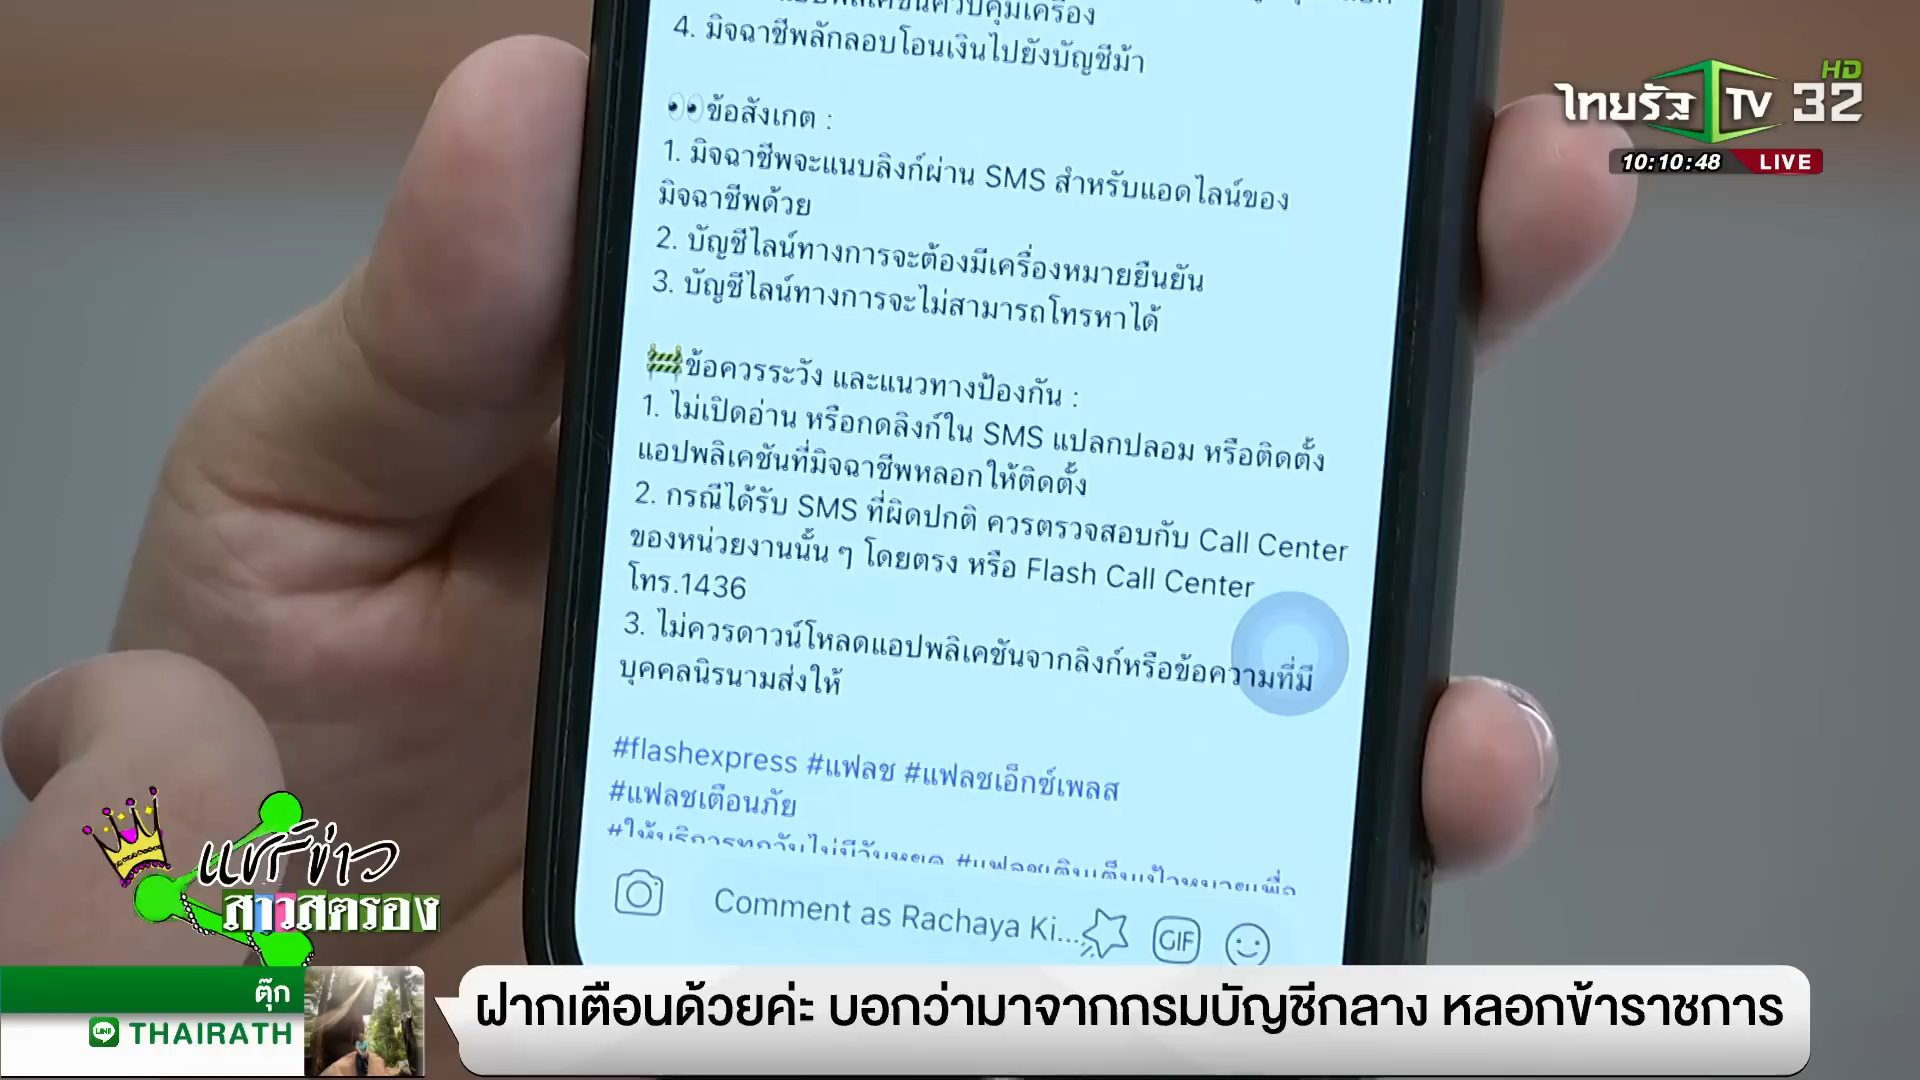 4. มิจฉาชีพลักลอบโอนเงินไปยังบัญชีม้า
👀ข้อสังเกต :
1. มิจฉาชีพจะแนบลิงก์ผ่าน SMS สำหรับแอดไลน์ของ
มิจฉาชีพด้วย
2. บัญชีไลน์ทางการจะต้องมีเครื่องหมายยืนยัน
3. บัญชีไลน์ทางการจะไม่สามารถโทรหาได้
🚧ข้อควรระวัง และแนวทางป้องกัน :
1. ไม่เปิดอ่าน หรือกดลิงก์ใน SMS แปลกปลอม หรือติดตั้ง
แอปพลิเคชันที่มิจฉาชีพหลอกให้ติดตั้ง
2. กรณีได้รับ SMS ที่ผิดปกติ ควรตรวจสอบกับ Call Center
ของหน่วยงานนั้น ๆ โดยตรง หรือ Flash Call Center
โทร.1436
3. ไม่ควรดาวน์โหลดแอปพลิเคชันจากลิงก์หรือข้อความที่มี
บุคคลนิรนามส่งให้
#flashexpress #แฟลช #แฟลชเอ็กซ์เพลส
#แฟลชเตือนภัย
Comment as Rachaya Ki...
GIF
ไทยรัฐ TV 32 HD
10:10:48 LIVE
แชร์ข่าว
สาวสตรอง
ตุ๊ก
LINE THAIRATH
ฝากเตือนด้วยค่ะ บอกว่ามาจากกรมบัญชีกลาง หลอกข้าราชการ